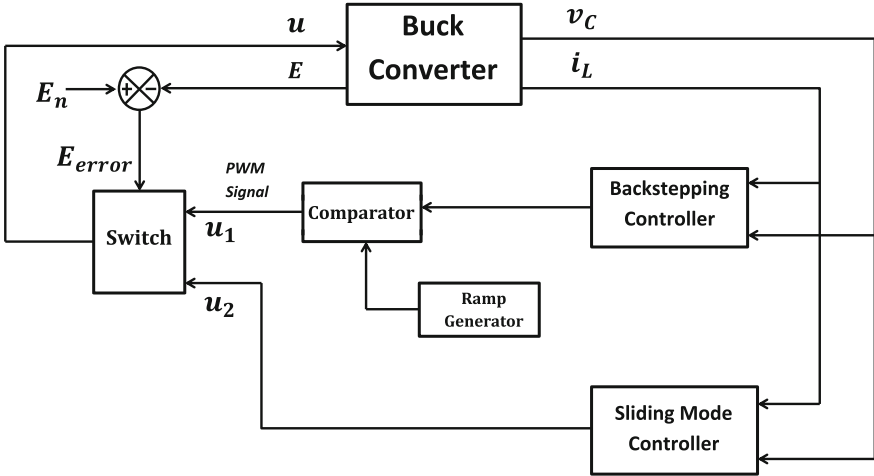 u
Buck
Converter
v_C
E
i_L
E_n
+
−
E_error
PWM
Signal
Switch
u_1
Comparator
Backstepping
Controller
u_2
Ramp
Generator
Sliding Mode
Controller